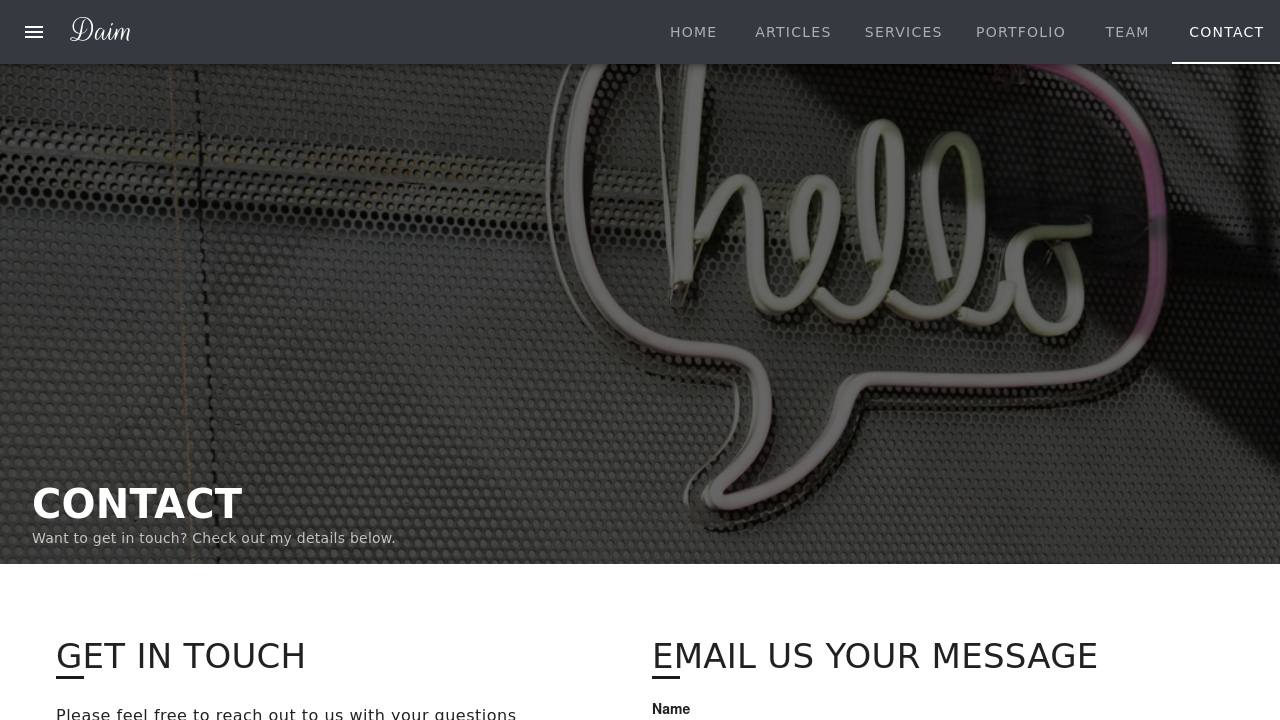 Daim
HOME ARTICLES SERVICES PORTFOLIO TEAM CONTACT
hello
CONTACT
Want to get in touch? Check out my details below.
GET IN TOUCH
EMAIL US YOUR MESSAGE
Name
Please feel free to reach out to us with your questions